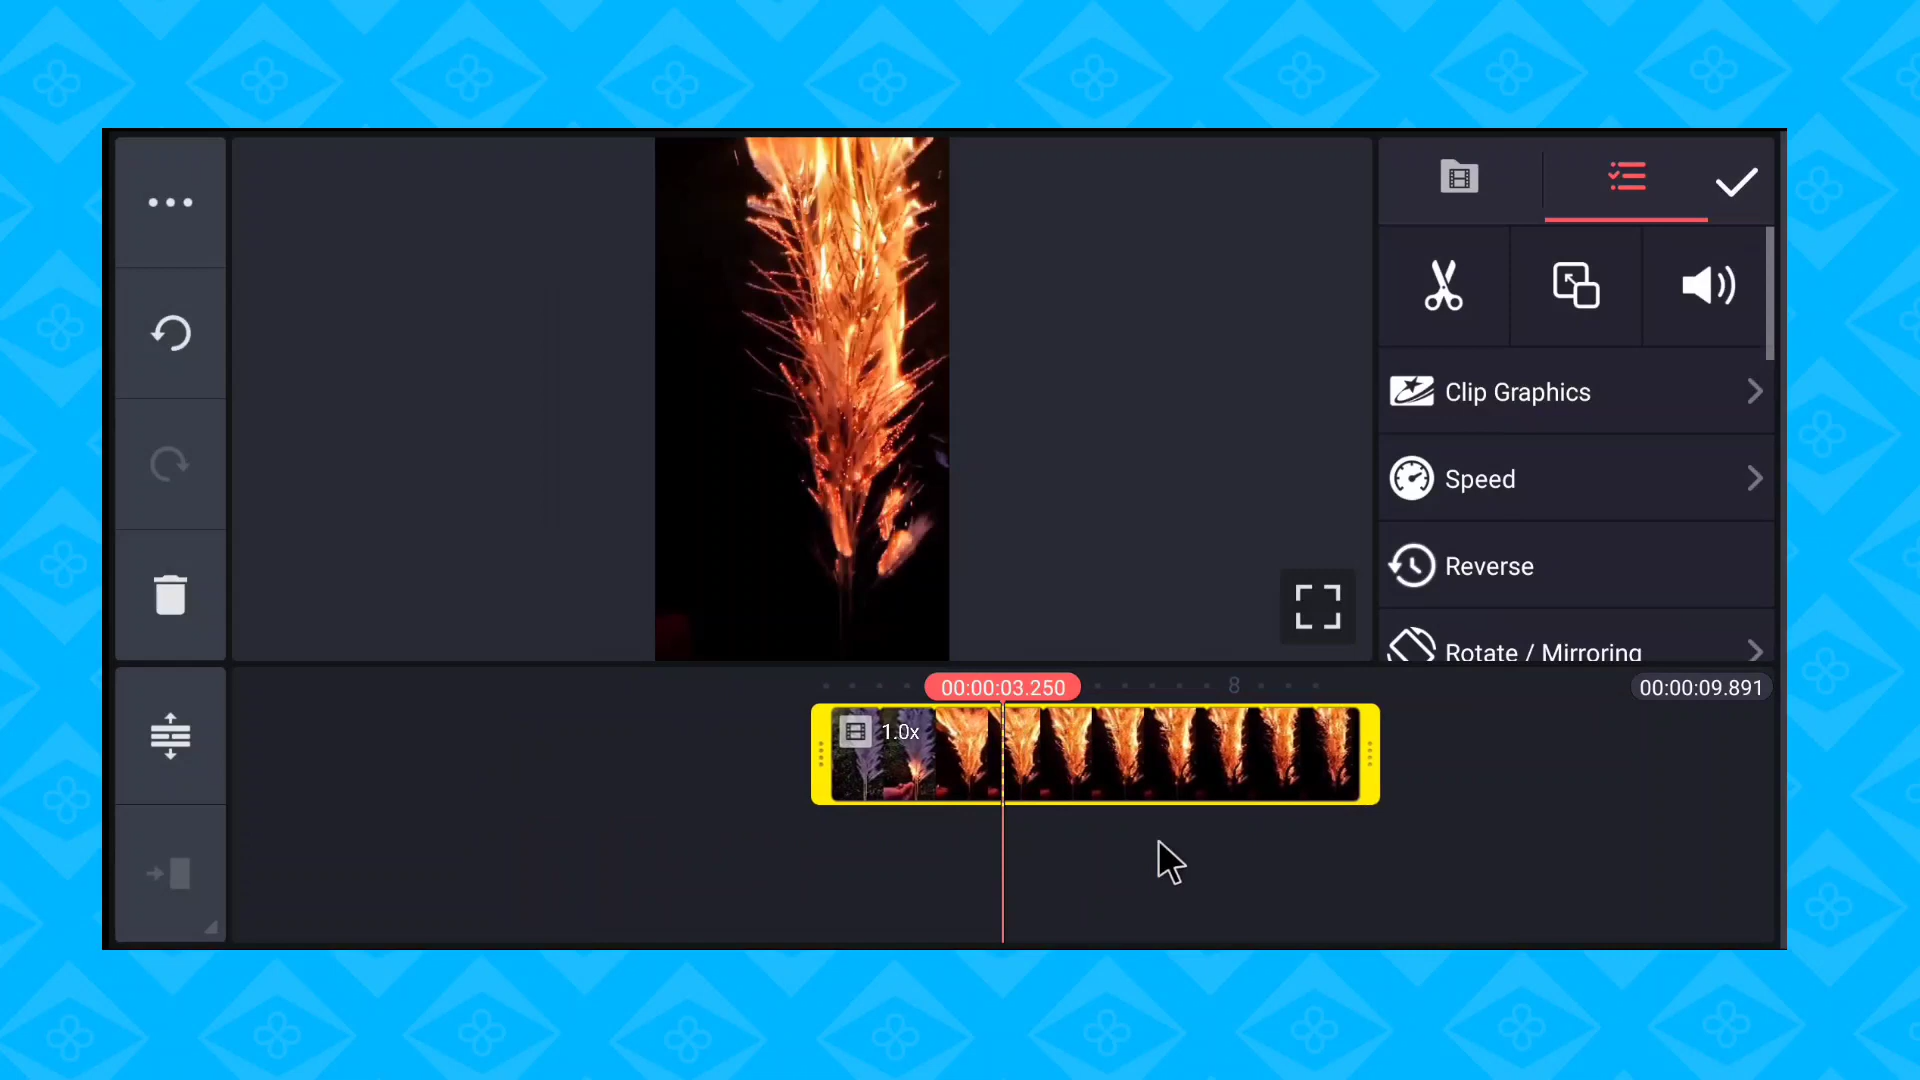 Clip Graphics
Speed
Reverse
Rotate / Mirroring
00:00:03.250
8
00:00:09.891
1.0x